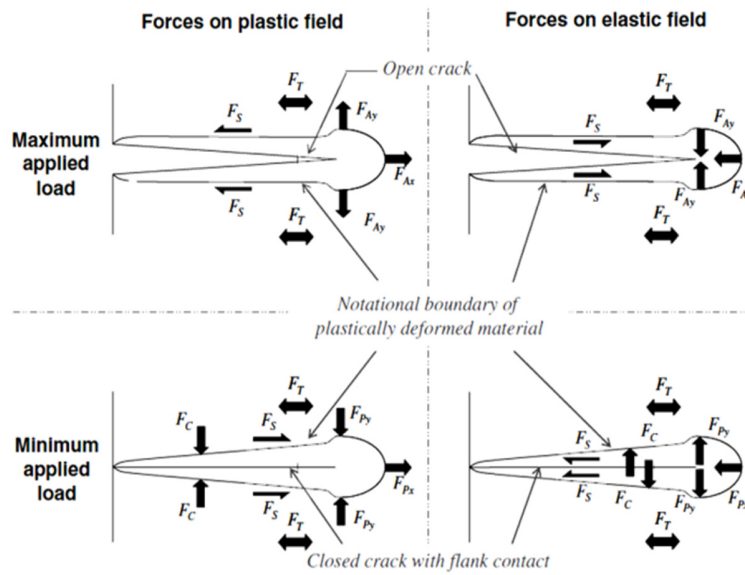 Forces on plastic field
Forces on elastic field
Maximum
applied
load
Open crack
F_T
F_S
F_Ay
F_Ax
F_S
F_T
F_Ay
F_T
F_S
F_Ay
F_S
F_Ay
F_T
Notational boundary of
plastically deformed material
Minimum
applied
load
F_T
F_C
F_S
F_Py
F_Px
F_C
F_S
F_T
F_Py
F_T
F_S
F_C
F_Py
F_S
F_C
F_Py
F_T
Closed crack with flank contact